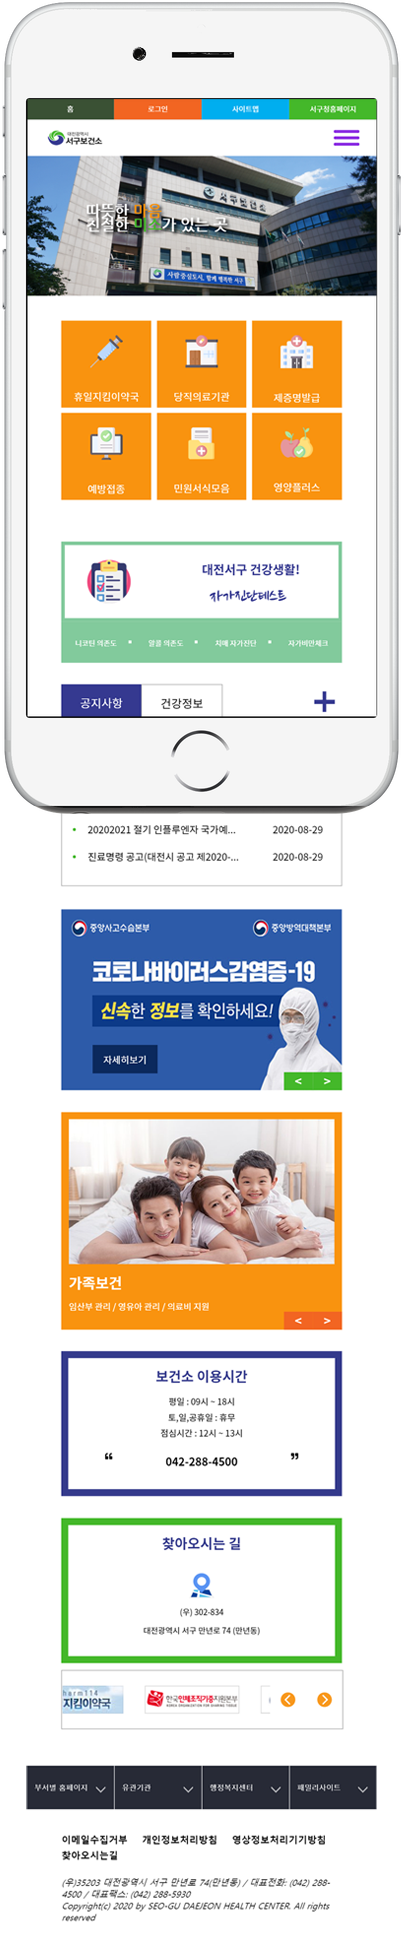 홈 로그인 사이트맵 서구청홈페이지
대전광역시
서구보건소
서구보건소
따뜻한 마음
친절한 미소가 있는 곳
사람중심도시, 함께 행복한 서구
휴일지킴이약국 당직의료기관 제증명발급
예방접종 민원서식모음 영양플러스
대전서구 건강생활!
자가진단테스트
니코틴 의존도 알콜 의존도 치매 자가진단 자가비만체크
공지사항 건강정보
20202021 절기 인플루엔자 국가예... 2020-08-29
진료명령 공고(대전시 공고 제2020-... 2020-08-29
중앙사고수습본부 중앙방역대책본부
코로나바이러스감염증-19
신속한 정보를 확인하세요!
자세히보기
< >
가족보건
임산부 관리 / 영유아 관리 / 의료비 지원
< >
보건소 이용시간
평일 : 09시 ~ 18시
토,일,공휴일 : 휴무
점심시간 : 12시 ~ 13시
“ 042-288-4500 ”
찾아오시는 길
(우) 302-834
대전광역시 서구 만년로 74 (만년동)
harm114
지킴이약국
한국인체조직기증지원본부
부서별 홈페이지 유관기관 행정복지센터 패밀리사이트
이메일수집거부 개인정보처리방침 영상정보처리기기방침
찾아오시는길
(우)35203 대전광역시 서구 만년로 74(만년동) / 대표전화: (042) 288-
4500 / 대표팩스: (042) 288-5930
Copyright(c) 2020 by SEO-GU DAEJEON HEALTH CENTER. All rights
reserved